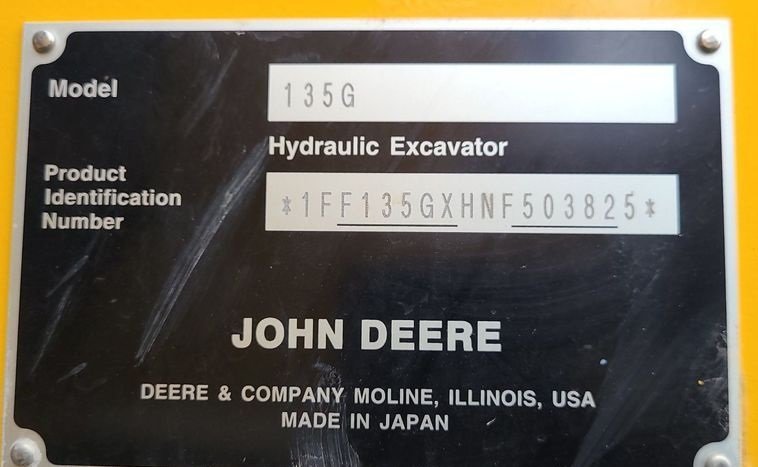 Model
135G
Hydraulic Excavator
Product
Identification
Number
*1FF135GXHNF503825*
JOHN DEERE
DEERE & COMPANY MOLINE, ILLINOIS, USA
MADE IN JAPAN